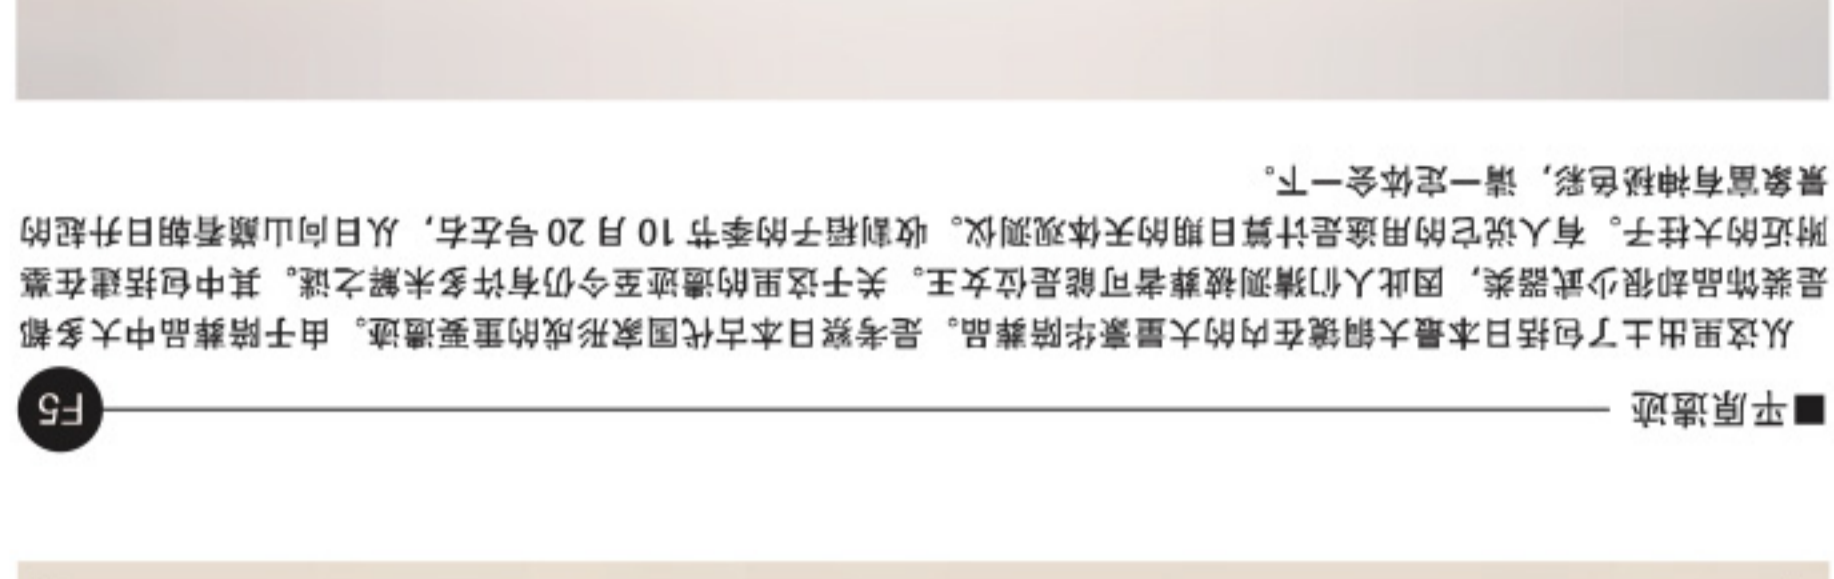 ■平原遗迹
F5
从这里出土了包括日本最大铜镜在内的大量豪华陪葬品。是考察日本古代国家形成的重要遗迹。由于陪葬品中大多都
是装饰品却很少武器类，因此人们猜测被葬者可能是位女王。关于这里的遗迹至今仍有许多未解之谜。其中包括建在墓
附近的大柱子。有人说它的用途是计算日期的天体观测仪。收割稻子的季节 10 月 20 号左右，从日向山巅看朝日升起的
景象富有神秘色彩，请一定体会一下。